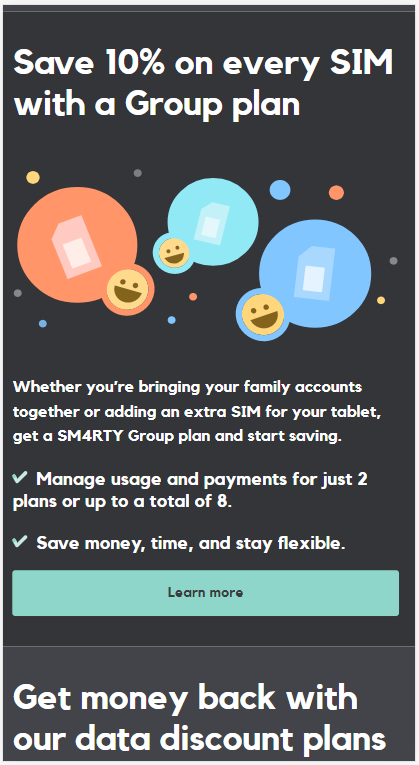 Save 10% on every SIM
with a Group plan
Whether you're bringing your family accounts
together or adding an extra SIM for your tablet,
get a SM4RTY Group plan and start saving.
✔ Manage usage and payments for just 2
plans or up to a total of 8.
✔ Save money, time, and stay flexible.
Learn more
Get money back with
our data discount plans